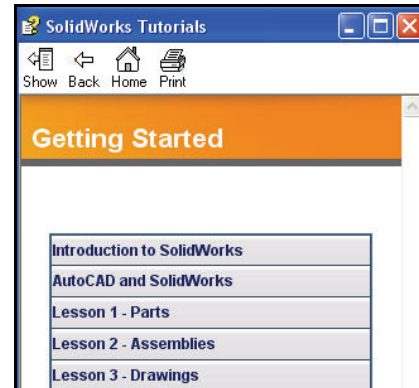 SolidWorks Tutorials
Show Back Home Print
Getting Started
Introduction to SolidWorks
AutoCAD and SolidWorks
Lesson 1 - Parts
Lesson 2 - Assemblies
Lesson 3 - Drawings